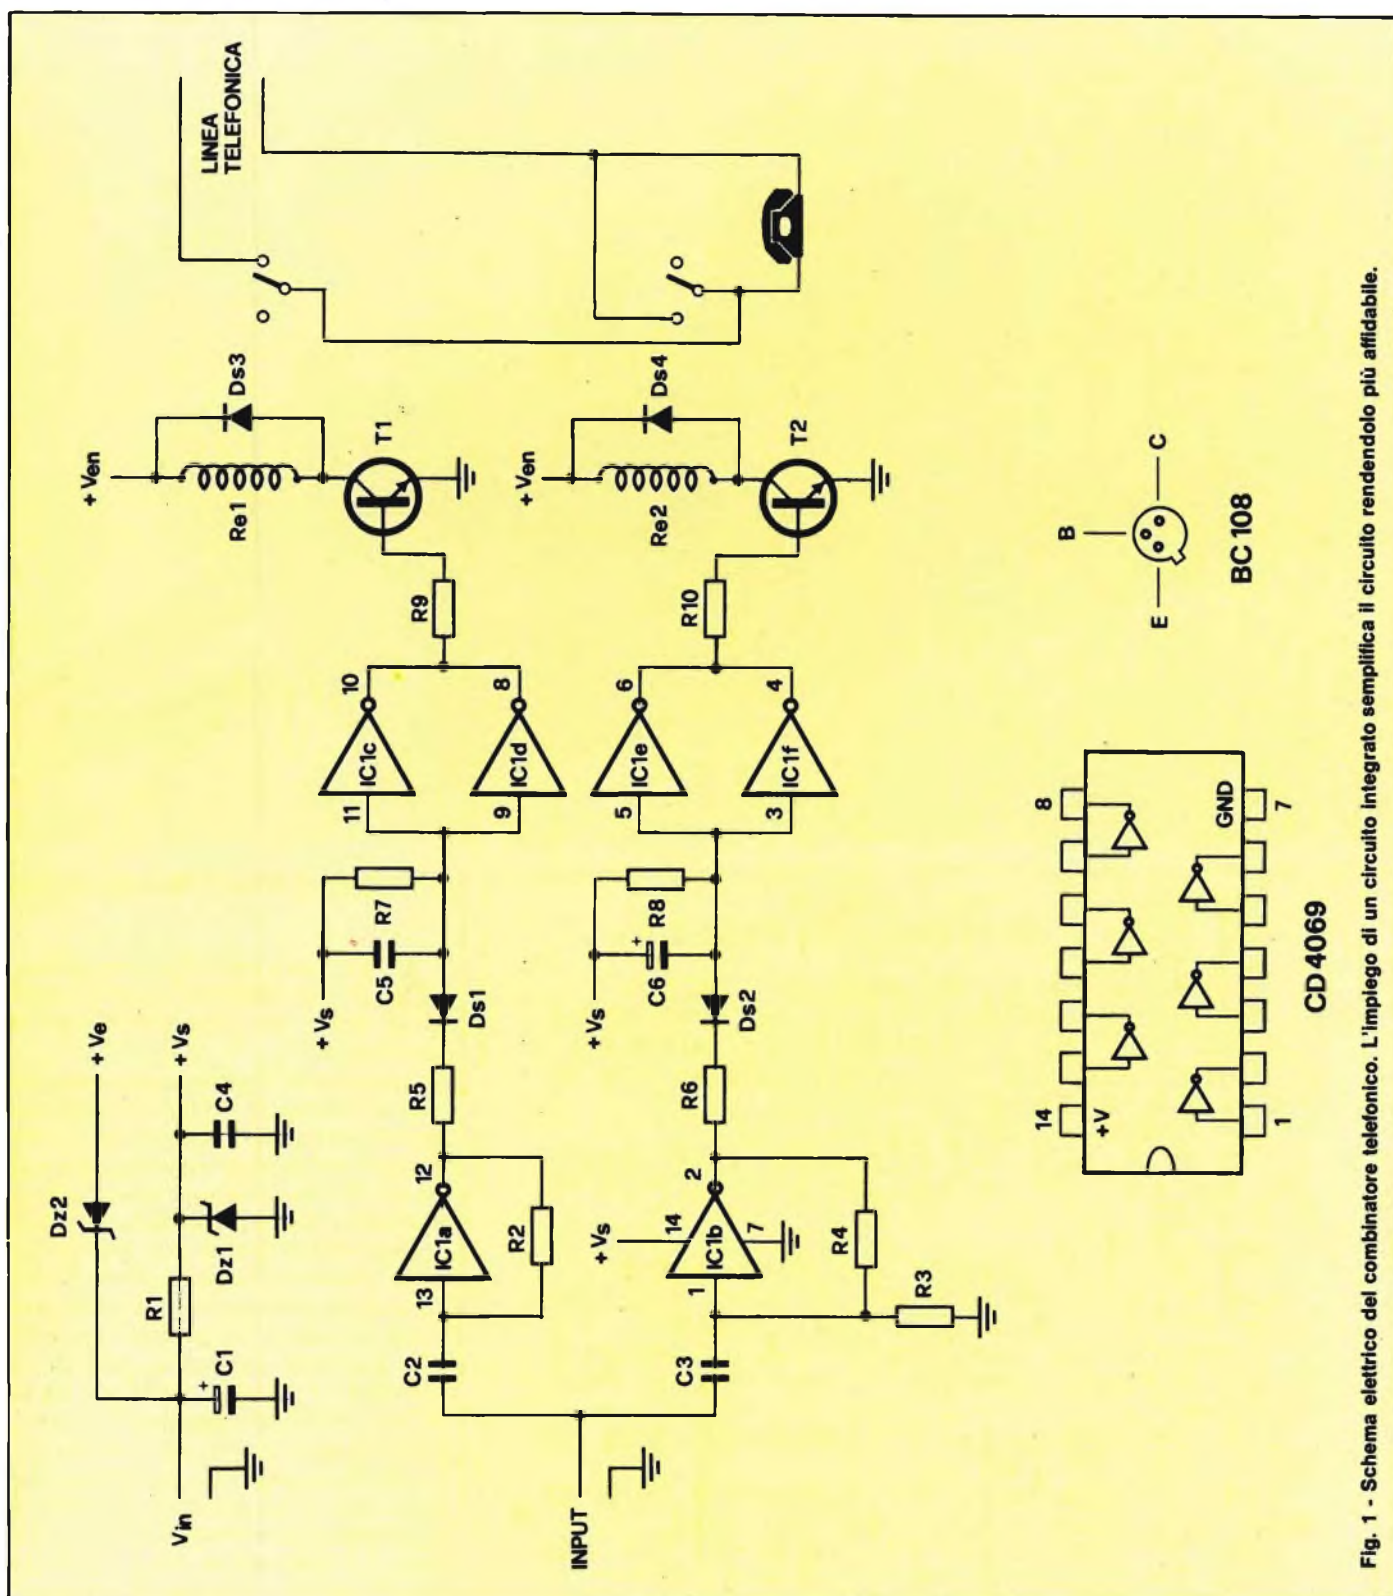 Vin
C1
R1
Dz2
Dz1
C4
+ Ve
+ Vs
INPUT
C2
13
IC1a
12
R2
R5
Ds1
+ Vs
C5
R7
11
IC1c
10
9
IC1d
8
R9
+ Ven
Re1
Ds3
T1
LINEA
TELEFONICA
C3
1
+ Vs
14
IC1b
7
2
R4
R3
R6
Ds2
+ Vs
C6
R8
5
IC1e
6
3
IC1f
4
R10
+ Ven
Re2
Ds4
T2
14
8
+V
GND
1
7
CD4069
B
E
C
BC 108
Fig. 1 - Schema elettrico del combinatore telefonico. L'impiego di un circuito integrato semplifica il circuito rendendolo più affidabile.